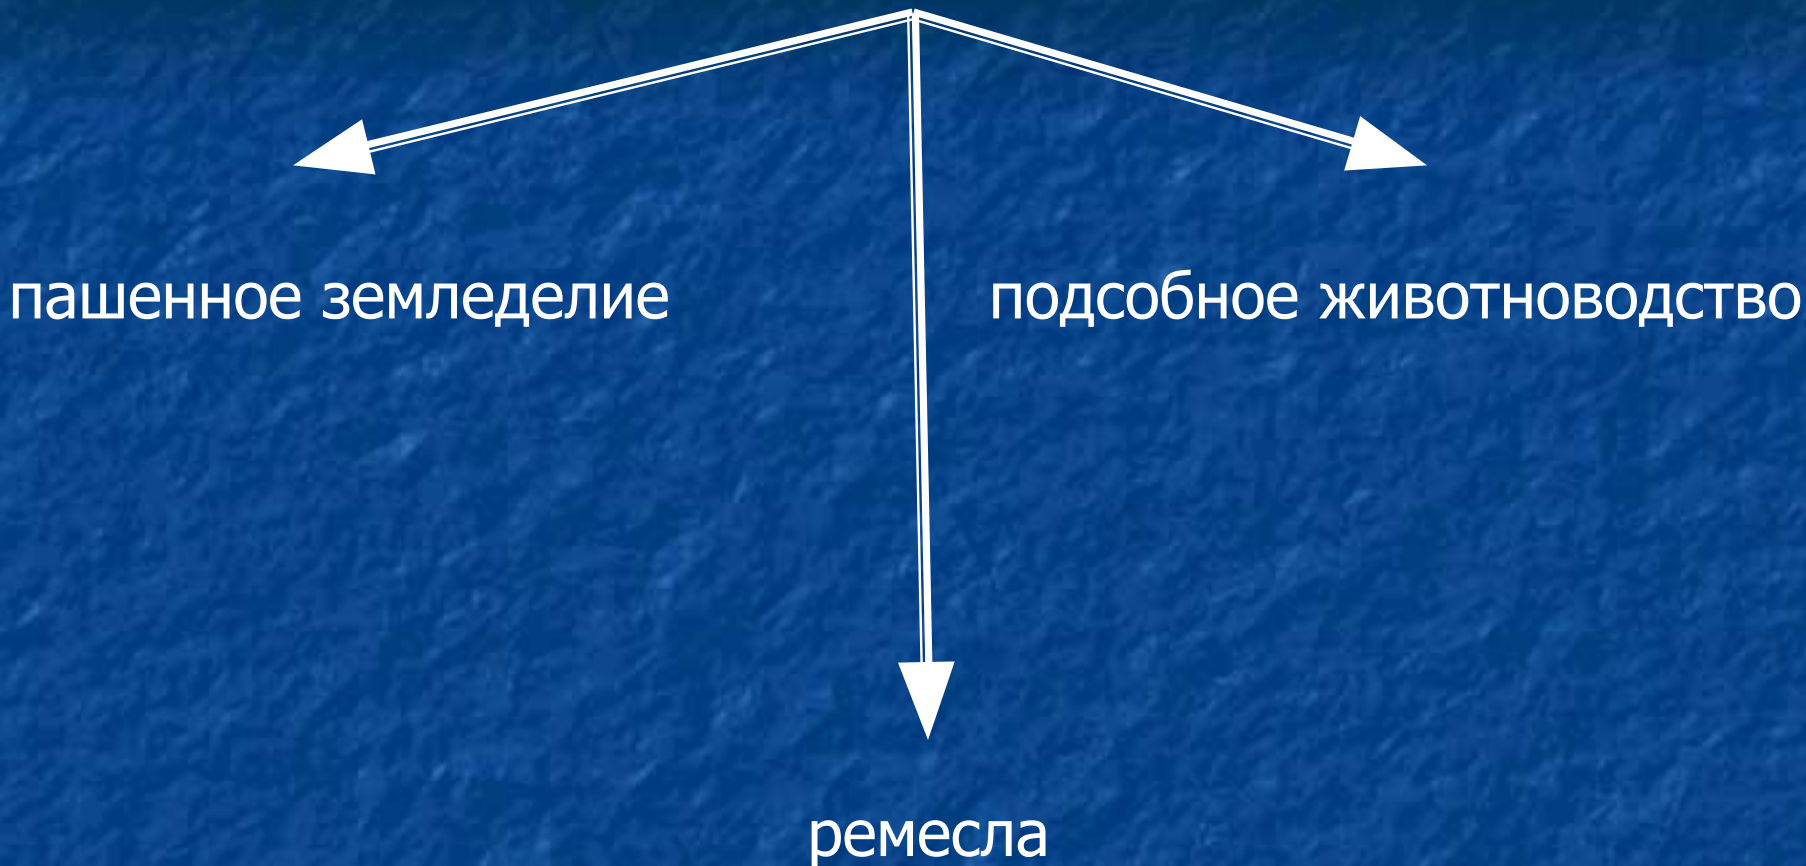 пашенное земледелие
подсобное животноводство
ремесла